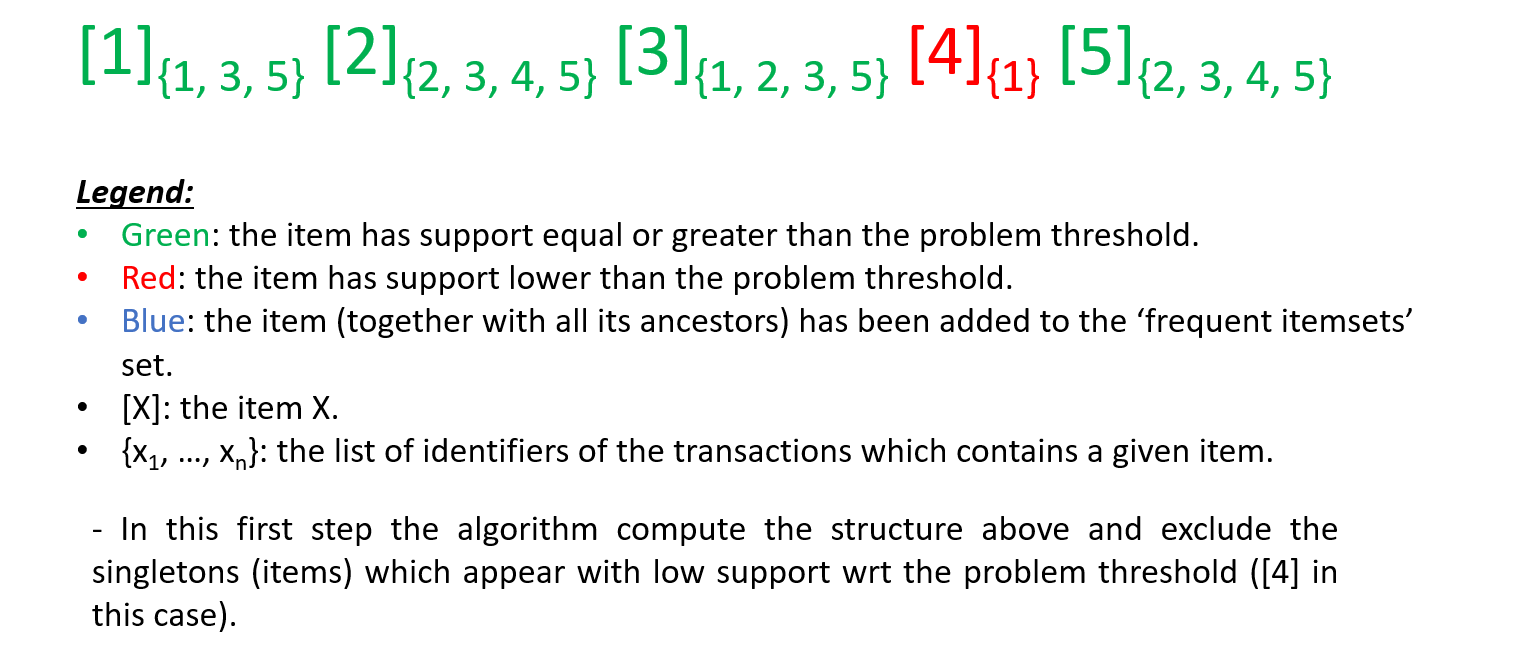 [1]{1, 3, 5} [2]{2, 3, 4, 5} [3]{1, 2, 3, 5} [4]{1} [5]{2, 3, 4, 5}
Legend:
• Green: the item has support equal or greater than the problem threshold.
• Red: the item has support lower than the problem threshold.
• Blue: the item (together with all its ancestors) has been added to the ‘frequent itemsets’
set.
• [X]: the item X.
• {x1, …, xn}: the list of identifiers of the transactions which contains a given item.
- In this first step the algorithm compute the structure above and exclude the
singletons (items) which appear with low support wrt the problem threshold ([4] in
this case).